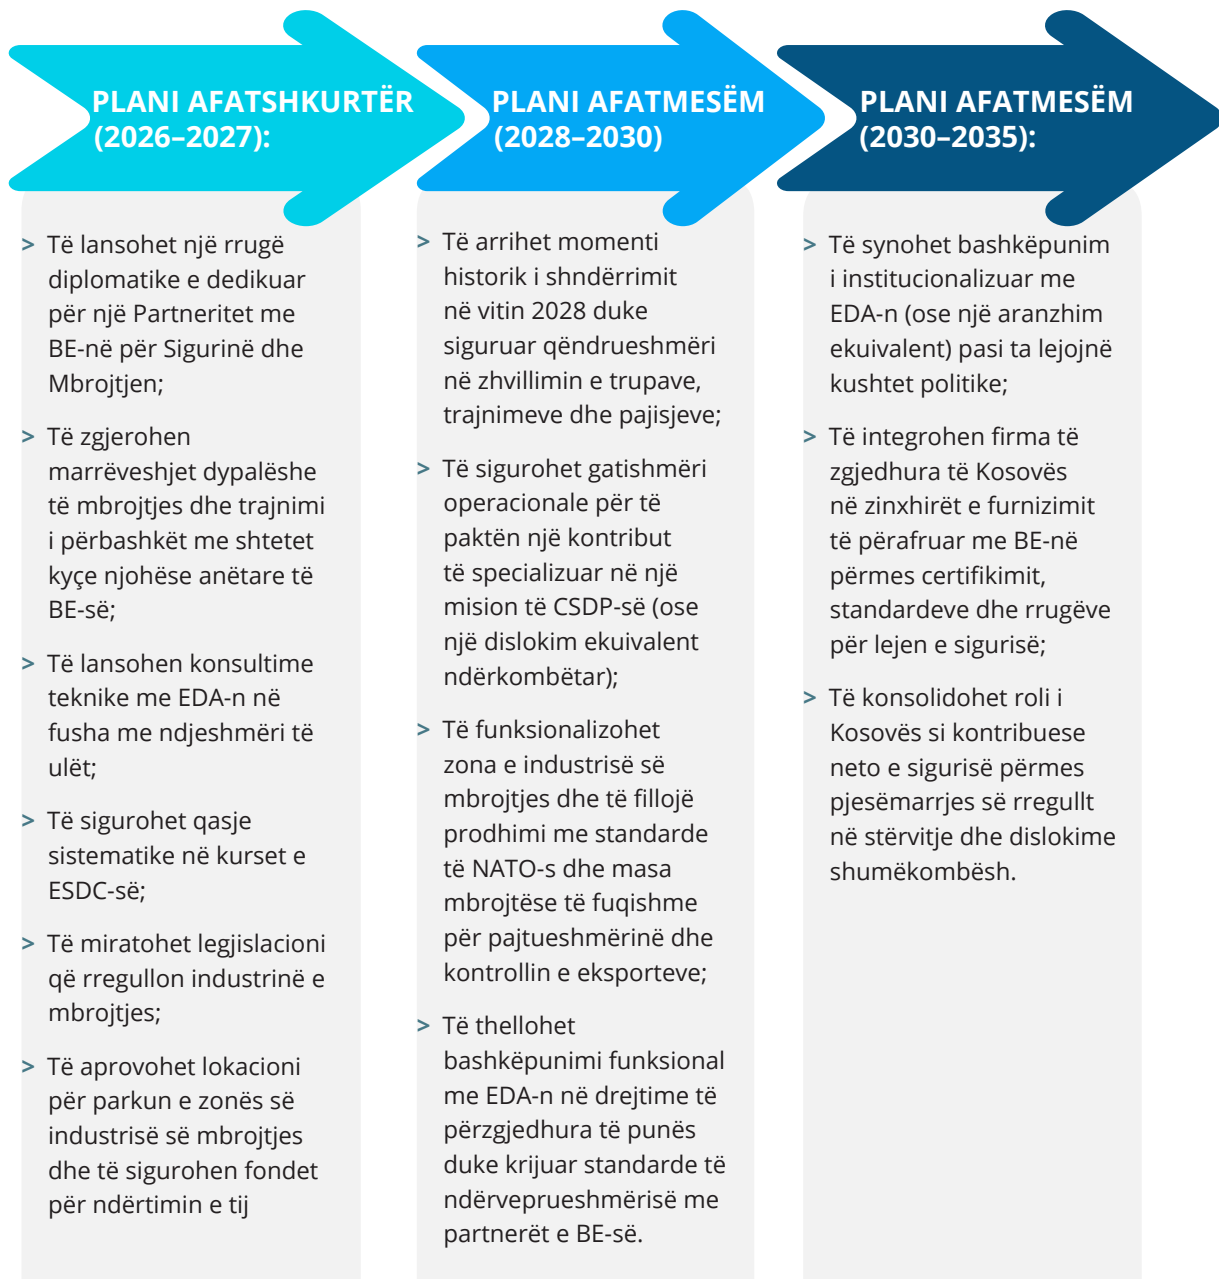 PLANI AFATSHKURTËR
(2026–2027):
> Të lansohet një rrugë
diplomatike e dedikuar
për një Partneritet me
BE-në për Sigurinë dhe
Mbrojtjen;
> Të zgjerohen
marrëveshjet dypalëshe
të mbrojtjes dhe trajnimi
i përbashkët me shtetet
kyçe njohëse anëtare të
BE-së;
> Të lansohen konsultime
teknike me EDA-n në
fusha me ndjeshmëri të
ulët;
> Të sigurohet qasje
sistematike në kurset e
ESDC-së;
> Të miratohet legjislacioni
që rregullon industrinë e
mbrojtjes;
> Të aprovohet lokacioni
për parkun e zonës së
industrisë së mbrojtjes
dhe të sigurohen fondet
për ndërtimin e tij
PLANI AFATMESËM
(2028–2030)
> Të arrihet momenti
historik i shndërrimit
në vitin 2028 duke
siguruar qëndrueshmëri
në zhvillimin e trupave,
trajnimeve dhe pajisjeve;
> Të sigurohet gatishmëri
operacionale për të
paktën një kontribut
të specializuar në një
mision të CSDP-së (ose
një dislokim ekuivalent
ndërkombëtar);
> Të funksionalizohet
zona e industrisë së
mbrojtjes dhe të fillojë
prodhimi me standarde
të NATO-s dhe masa
mbrojtëse të fuqishme
për pajtueshmërinë dhe
kontrollin e eksporteve;
> Të thellohet
bashkëpunimi funksional
me EDA-n në drejtime të
përzgjedhura të punës
duke krijuar standarde të
ndërveprueshmërisë me
partnerët e BE-së.
PLANI AFATMESËM
(2030–2035):
> Të synohet bashkëpunim
i institucionalizuar me
EDA-n (ose një aranzhim
ekuivalent) pasi ta lejojnë
kushtet politike;
> Të integrohen firma të
zgjedhura të Kosovës
në zinxhirët e furnizimit
të përafruar me BE-në
përmes certifikimit,
standardeve dhe rrugëve
për lejen e sigurisë;
> Të konsolidohet roli i
Kosovës si kontribuese
neto e sigurisë përmes
pjesëmarrjes së rregullt
në stërvitje dhe dislokime
shumëkombësh.